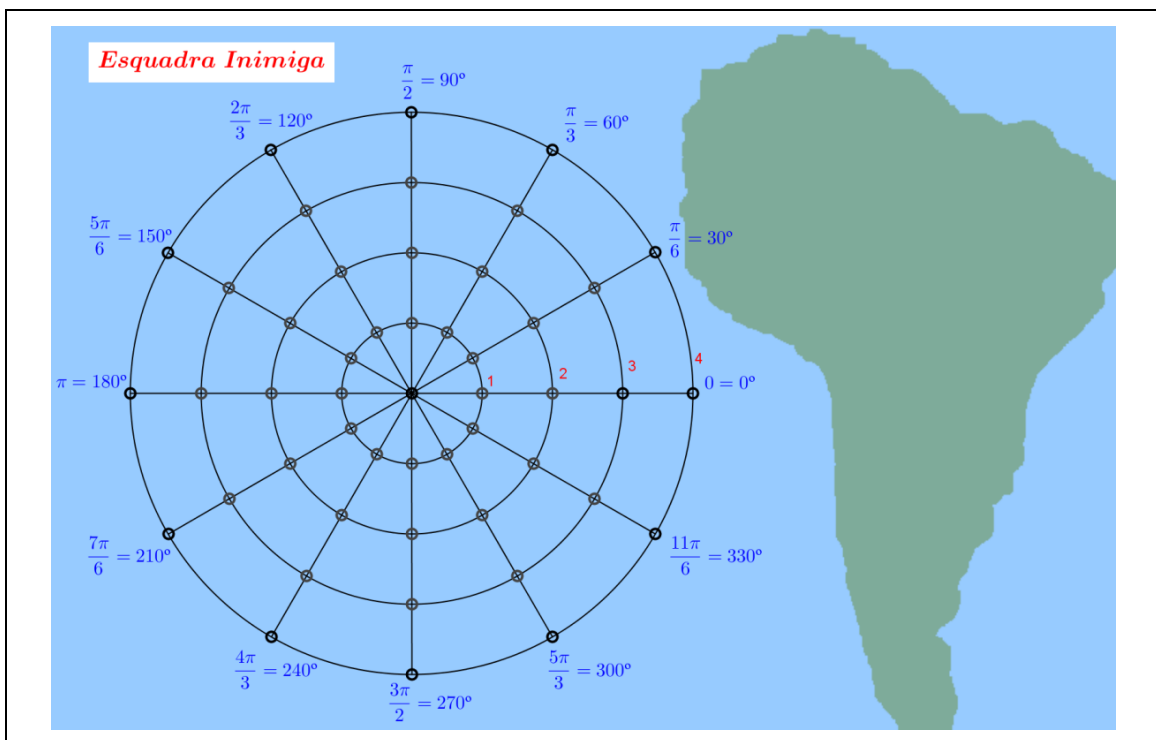 Esquadra Inimiga
π/2 = 90º
2π/3 = 120º
π/3 = 60º
5π/6 = 150º
π/6 = 30º
π = 180º
1
2
3
4
0 = 0º
7π/6 = 210º
11π/6 = 330º
4π/3 = 240º
5π/3 = 300º
3π/2 = 270º